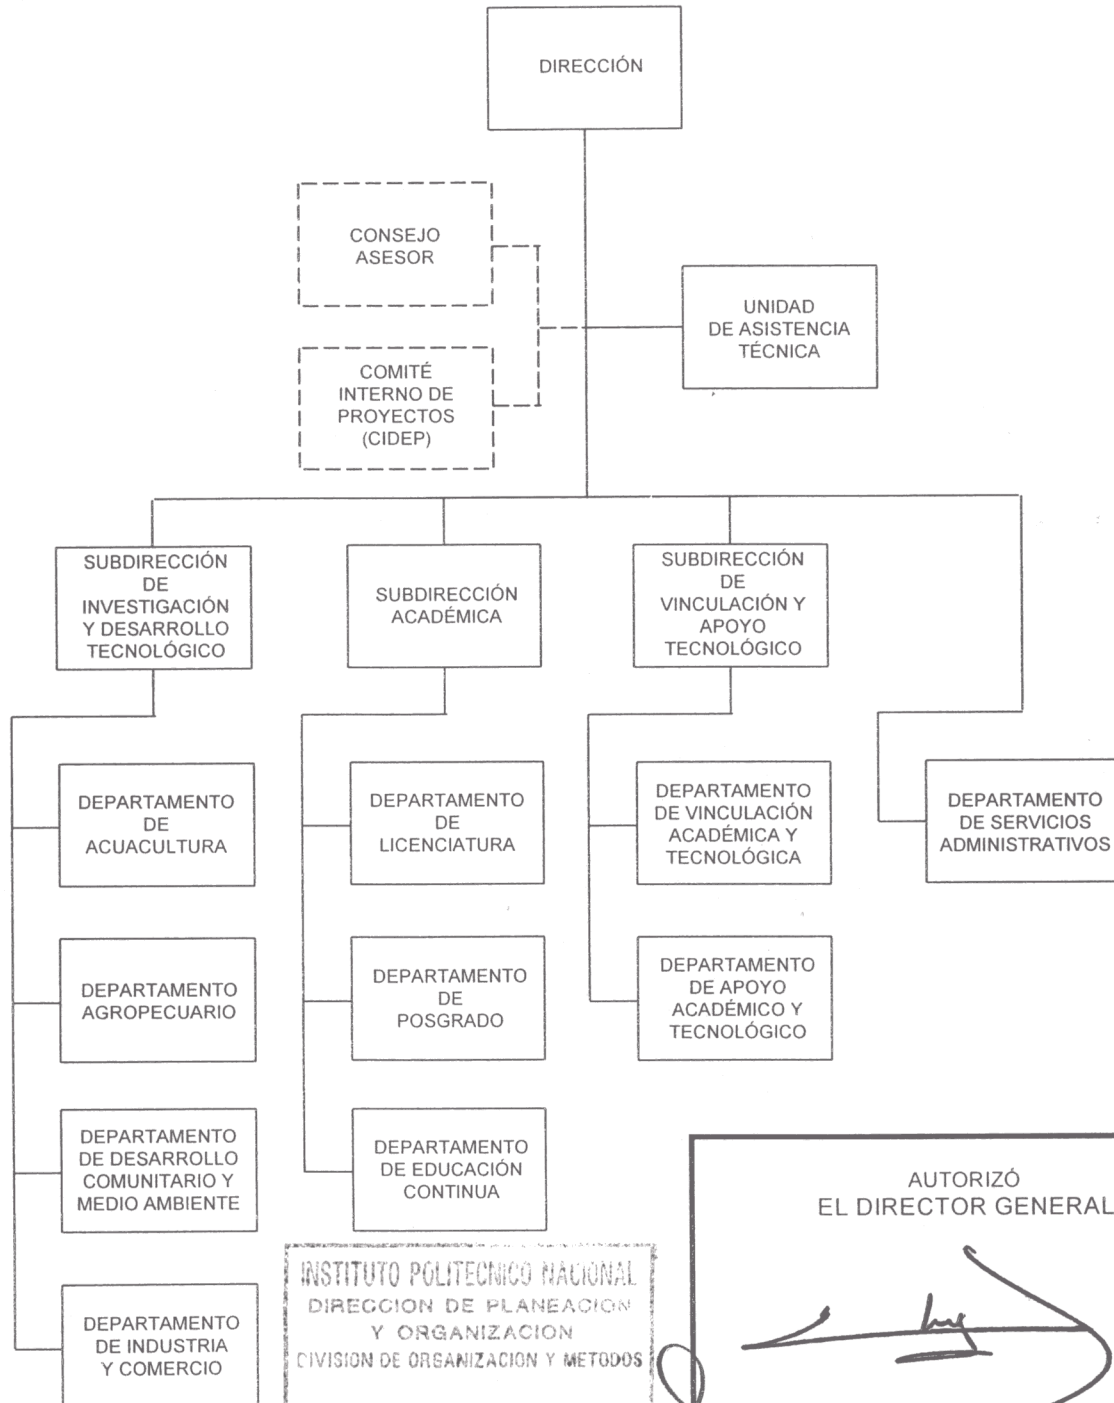 DIRECCIÓN
CONSEJO
ASESOR
UNIDAD
DE ASISTENCIA
TÉCNICA
COMITÉ
INTERNO DE
PROYECTOS
(CIDEP)
SUBDIRECCIÓN
DE
INVESTIGACIÓN
Y DESARROLLO
TECNOLÓGICO
SUBDIRECCIÓN
ACADÉMICA
SUBDIRECCIÓN
DE
VINCULACIÓN Y
APOYO
TECNOLÓGICO
DEPARTAMENTO
DE
ACUACULTURA
DEPARTAMENTO
DE
LICENCIATURA
DEPARTAMENTO
DE VINCULACIÓN
ACADÉMICA Y
TECNOLÓGICA
DEPARTAMENTO
DE SERVICIOS
ADMINISTRATIVOS
DEPARTAMENTO
AGROPECUARIO
DEPARTAMENTO
DE
POSGRADO
DEPARTAMENTO
DE APOYO
ACADÉMICO Y
TECNOLÓGICO
DEPARTAMENTO
DE DESARROLLO
COMUNITARIO Y
MEDIO AMBIENTE
DEPARTAMENTO
DE EDUCACIÓN
CONTINUA
DEPARTAMENTO
DE INDUSTRIA
Y COMERCIO
INSTITUTO POLITECNICO NACIONAL
DIRECCION DE PLANEACION
Y ORGANIZACION
DIVISION DE ORGANIZACION Y METODOS
AUTORIZÓ
EL DIRECTOR GENERAL